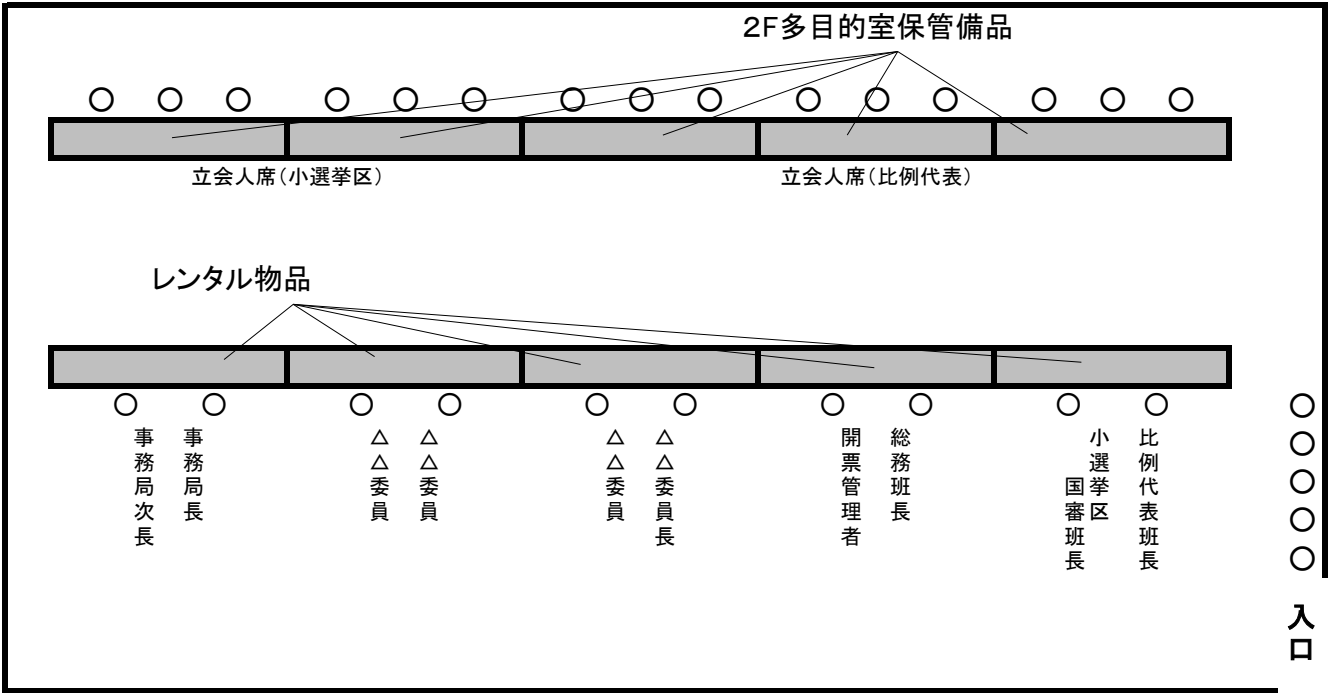 2F多目的室保管備品
立会人席(小選挙区)
立会人席(比例代表)
レンタル物品
事務局次長
事務局長
△△委員
△△委員
△△委員
△△委員長
開票管理者
総務班長
小選挙区
国審班長
比例代表班長
入口